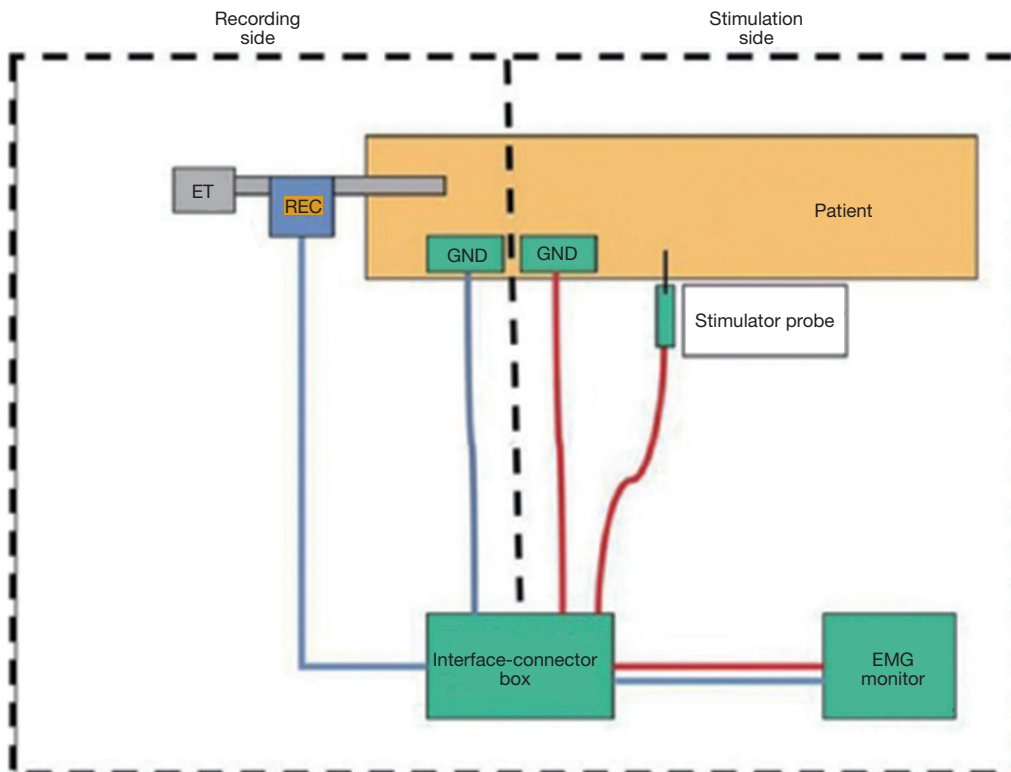 Recording
side
Stimulation
side
ET
REC
Patient
GND
GND
Stimulator probe
Interface-connector
box
EMG
monitor